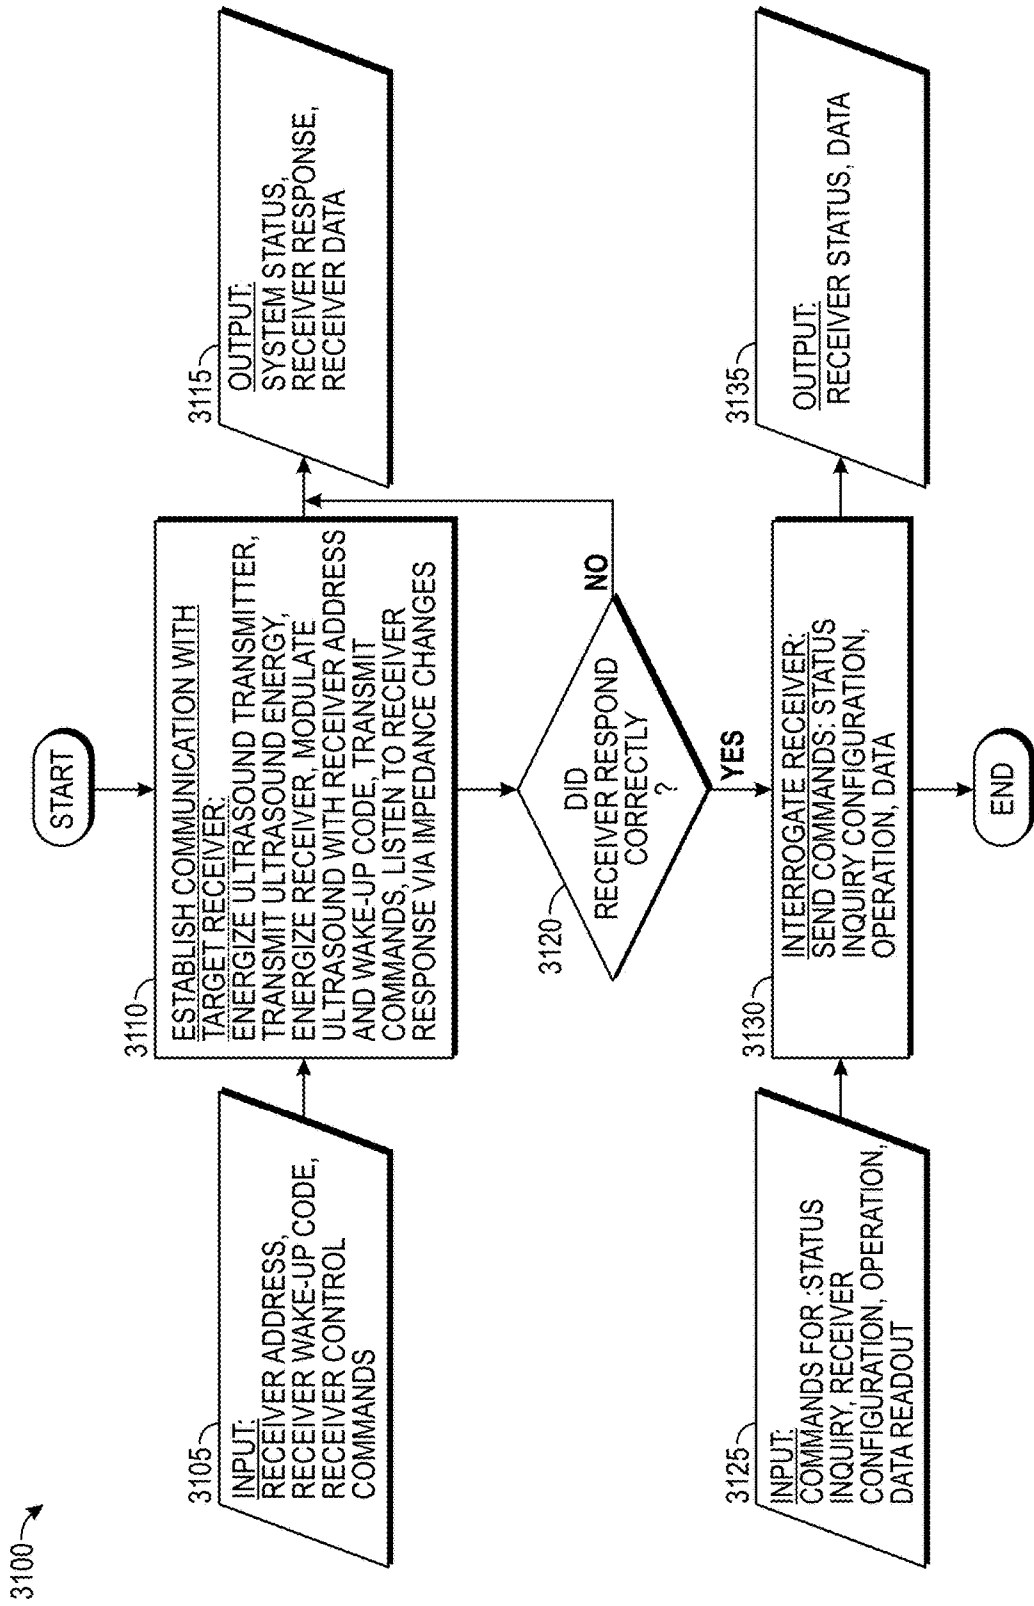 3100
START
3105
INPUT:
RECEIVER ADDRESS,
RECEIVER WAKE-UP CODE,
RECEIVER CONTROL
COMMANDS
3110
ESTABLISH COMMUNICATION WITH
TARGET RECEIVER:
ENERGIZE ULTRASOUND TRANSMITTER,
TRANSMIT ULTRASOUND ENERGY,
ENERGIZE RECEIVER, MODULATE
ULTRASOUND WITH RECEIVER ADDRESS
AND WAKE-UP CODE, TRANSMIT
COMMANDS, LISTEN TO RECEIVER
RESPONSE VIA IMPEDANCE CHANGES
3115
OUTPUT:
SYSTEM STATUS,
RECEIVER RESPONSE,
RECEIVER DATA
3120
DID
RECEIVER RESPOND
CORRECTLY
?
NO
YES
3125
INPUT:
COMMANDS FOR :STATUS
INQUIRY, RECEIVER
CONFIGURATION, OPERATION,
DATA READOUT
3130
INTERROGATE RECEIVER:
SEND COMMANDS: STATUS
INQUIRY CONFIGURATION,
OPERATION, DATA
3135
OUTPUT:
RECEIVER STATUS, DATA
END